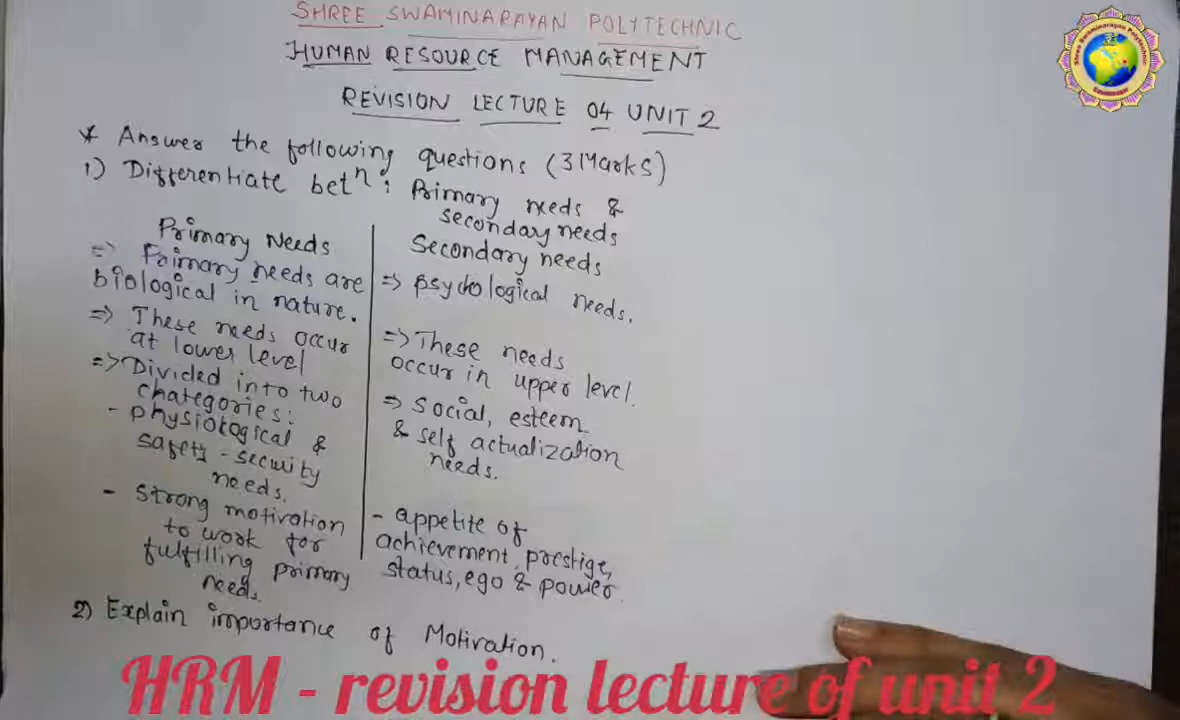 SHREE SWAMINARAYAN POLYTECHNIC
HUMAN RESOURCE MANAGEMENT
REVISION LECTURE 04 UNIT 2
* Answer the following questions (3 Marks)
1) Differentiate betn : Primary needs &
secondary needs
Primary Needs
=> Primary needs are
biological in nature.
=> These needs occur
at lower level
=> Divided into two
chategories:
- physiological &
safety - security
needs.
- Strong motivation
to work for
fulfilling primary
needs.
Secondary needs
=> psychological needs.
=> These needs
occur in upper level.
=> Social, esteem
& self actualization
needs.
- appetite of
achievement, prestige,
status, ego & power.
2) Explain importance of Motivation.
HRM - revision lecture of unit 2
Shree Swaminarayan Polytechnic